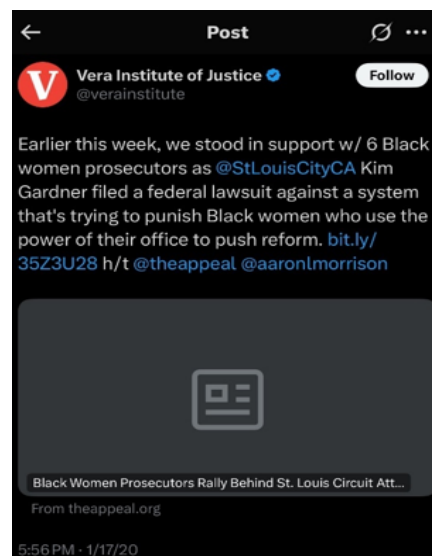 Post
Vera Institute of Justice
@verainstitute
Follow
Earlier this week, we stood in support w/ 6 Black
women prosecutors as @StLouisCityCA Kim
Gardner filed a federal lawsuit against a system
that's trying to punish Black women who use the
power of their office to push reform. bit.ly/
35Z3U28 h/t @theappeal @aaronlmorrison
Black Women Prosecutors Rally Behind St. Louis Circuit Att...
From theappeal.org
5:56 PM · 1/17/20